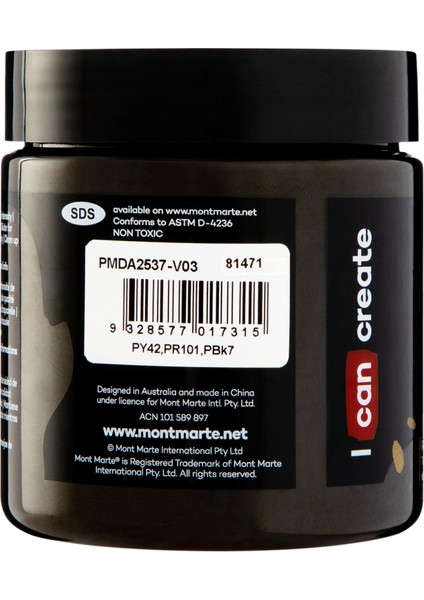 SDS
available on www.montmarte.net
Conforms to ASTM D-4236
NON TOXIC
PMDA2537-V03 81471
9 328577 017315
PY42,PR101,PBk7
Designed in Australia and made in China
under licence for Mont Marte Intl. Pty. Ltd.
ACN 101 589 897
www.montmarte.net
© Mont Marte International Pty Ltd
Mont Marte® is Registered Trademark of Mont Marte
International Pty. Ltd. All rights reserved.
I can create